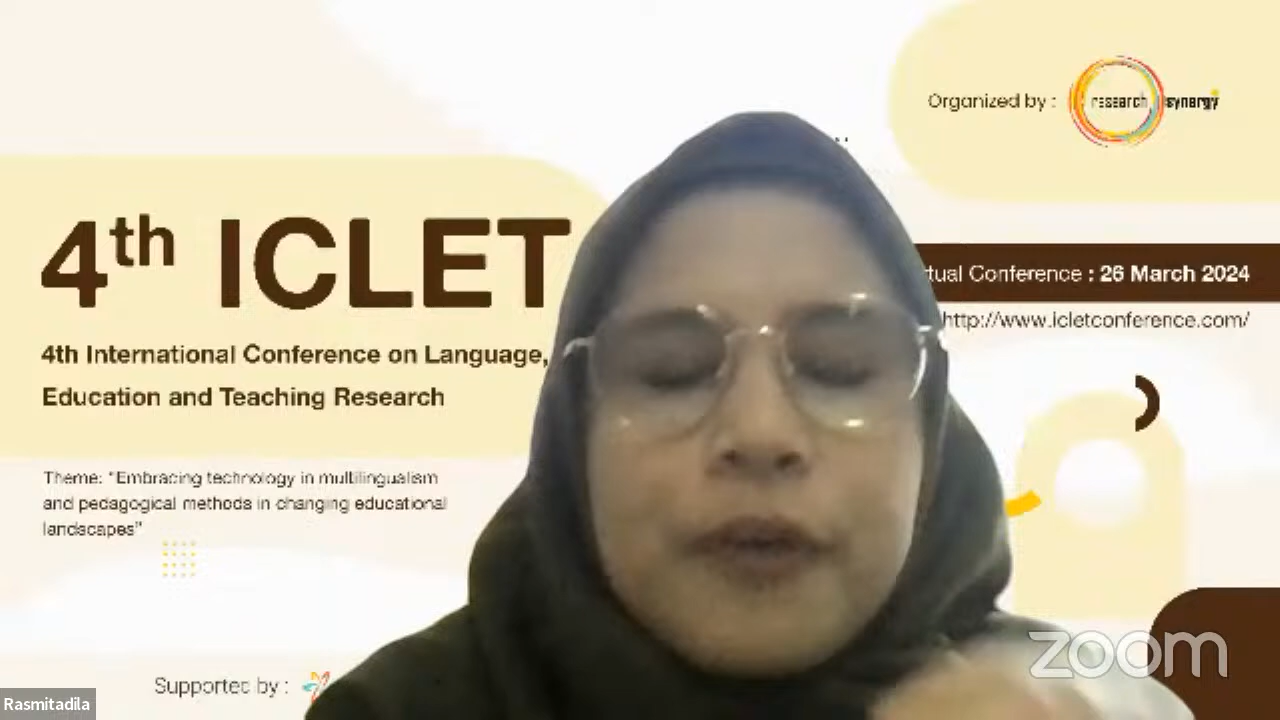 Organized by :
research synergy
4th ICLET
tual Conference : 26 March 2024
http://www.icletconference.com/
4th International Conference on Language,
Education and Teaching Research
Theme: "Embracing technology in multilingualism
and pedagogical methods in changing educational
landscapes"
Supported by :
zoom
Rasmitadila